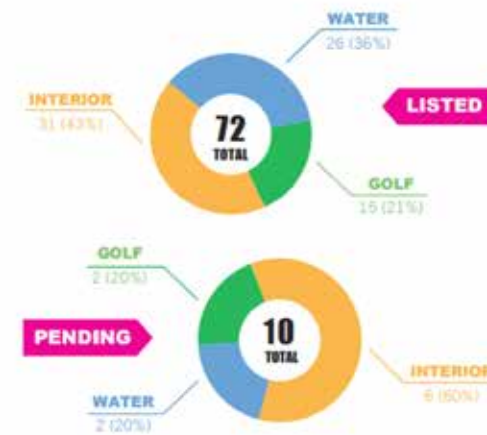 WATER
26 (36%)
INTERIOR
31 (43%)
LISTED
72
TOTAL
GOLF
15 (21%)
GOLF
2 (20%)
PENDING
10
TOTAL
INTERIOR
6 (60%)
WATER
2 (20%)